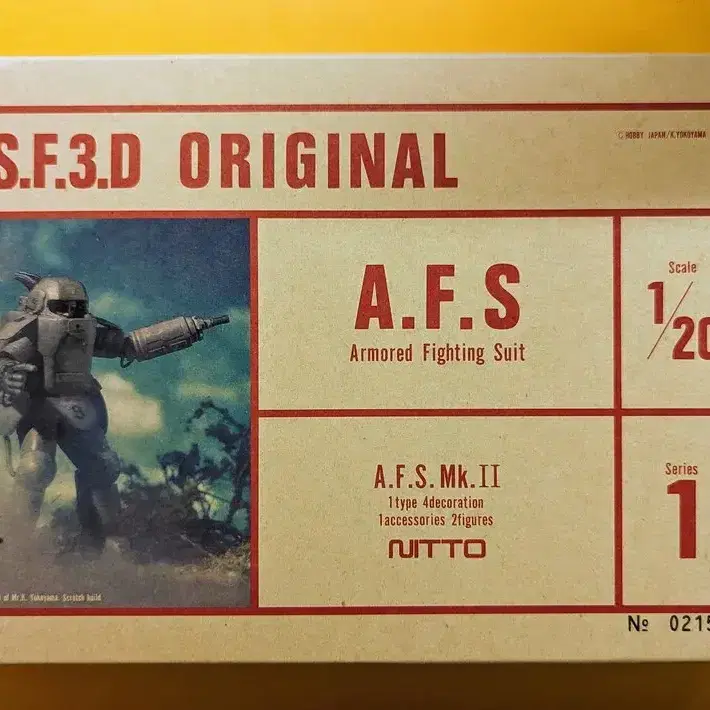 S.F.3.D ORIGINAL
© HOBBY JAPAN/K.YOKOYAMA
A.F.S
Armored Fighting Suit
Scale
1/20
A.F.S.Mk.II
1type 4decoration
1accessories 2figures
NITTO
Series
1
of Mr.K. Yokoyama. Scratch build
№ 0215